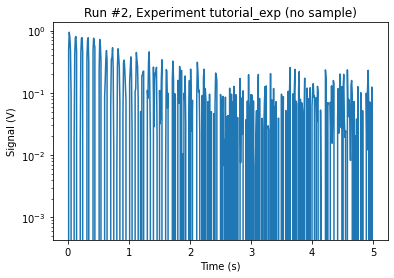 Run #2, Experiment tutorial_exp (no sample)
Signal (V)
10⁰
10⁻¹
10⁻²
10⁻³
0 1 2 3 4 5
Time (s)